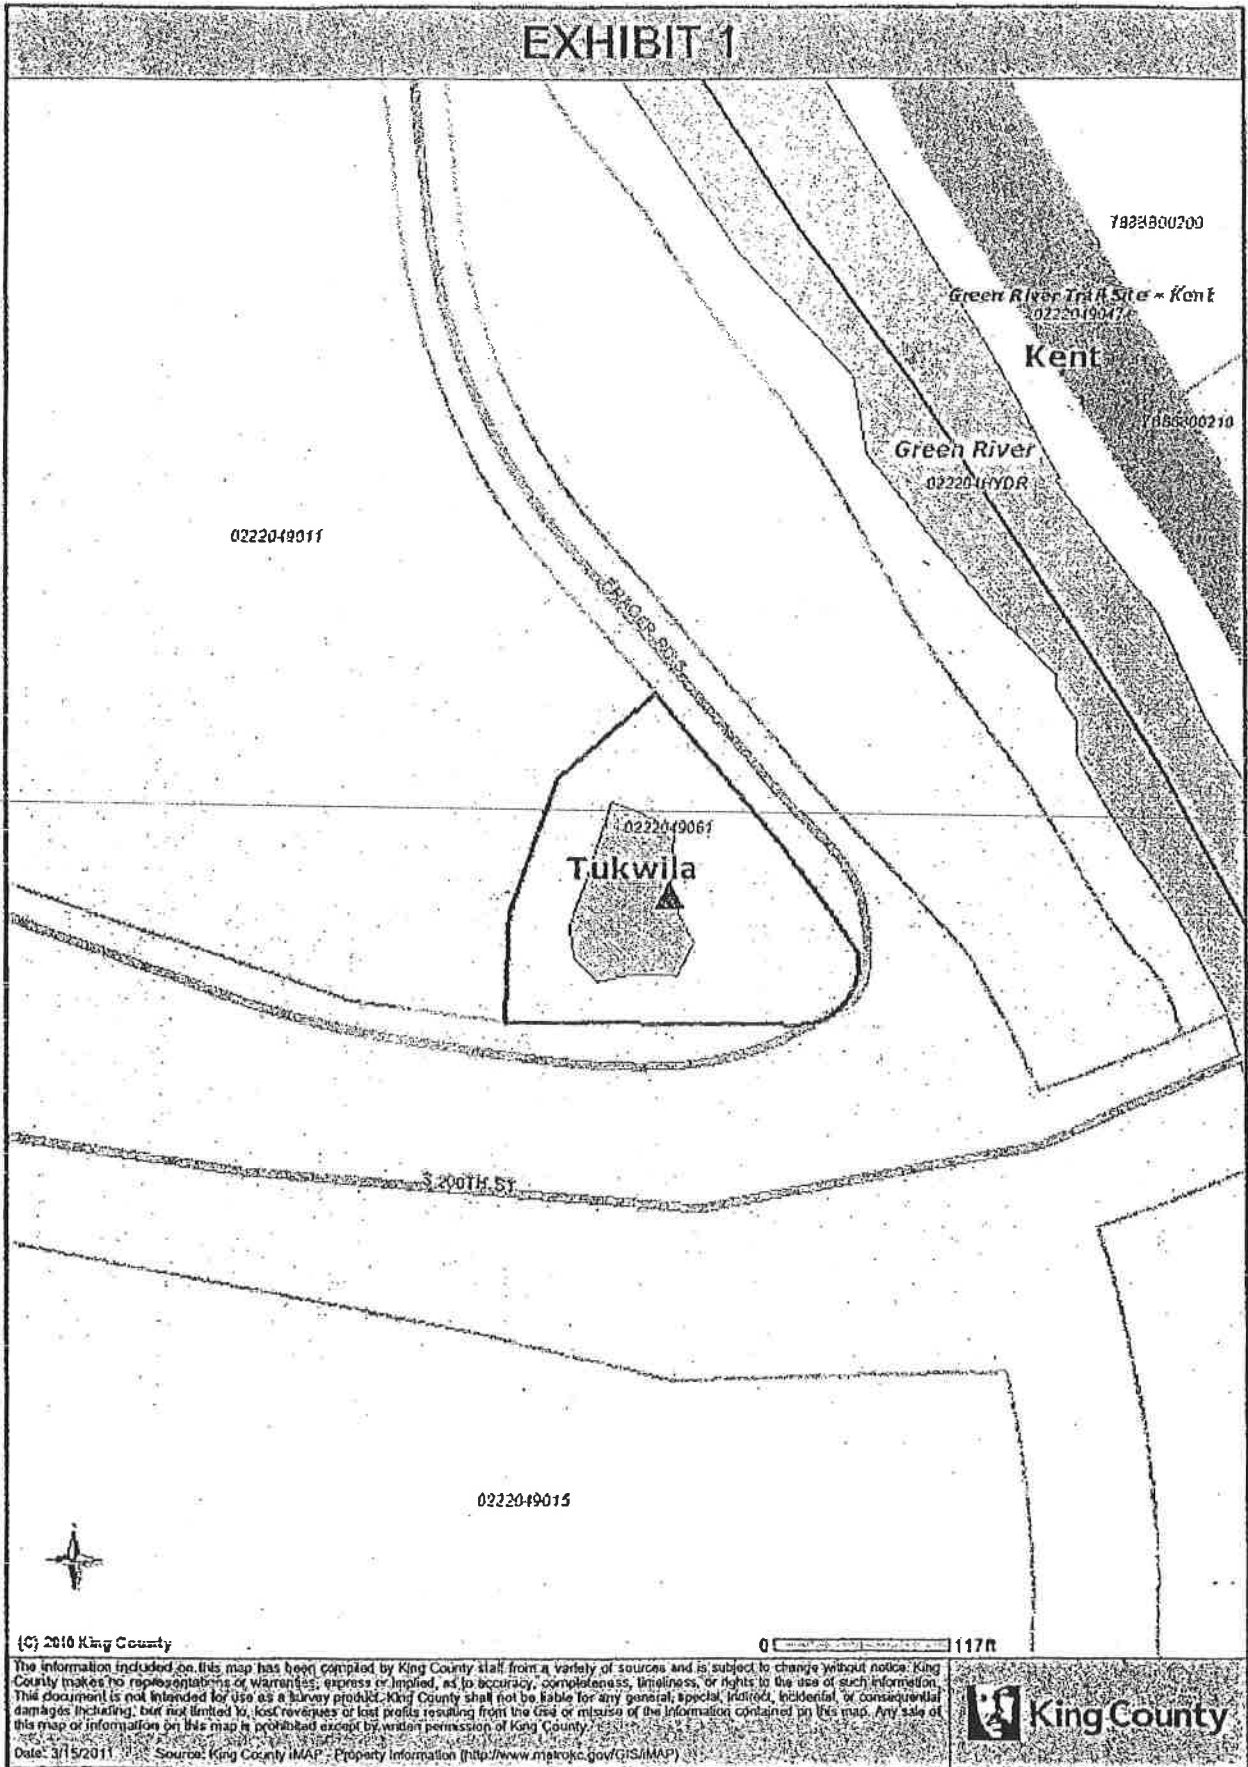 EXHIBIT 1
7888800200
Green River Trail Site - Kent
0222049047
Kent
7888800210
Green River
022204HYDR
0222049011
FRAGER RD S
0222049061
Tukwila
S 200TH ST
0222049015
(C) 2010 King County
0 117ft
The information included on this map has been compiled by King County staff from a variety of sources and is subject to change without notice. King
County makes no representations or warranties, express or implied, as to accuracy, completeness, timeliness, or rights to the use of such information.
This document is not intended for use as a survey product. King County shall not be liable for any general, special, indirect, incidental, or consequential
damages including, but not limited to, lost revenues or lost profits resulting from the use or misuse of the information contained on this map. Any sale of
this map or information on this map is prohibited except by written permission of King County.
Date: 3/15/2011 Source: King County iMAP - Property Information (http://www.metrokc.gov/GIS/iMAP)
King County